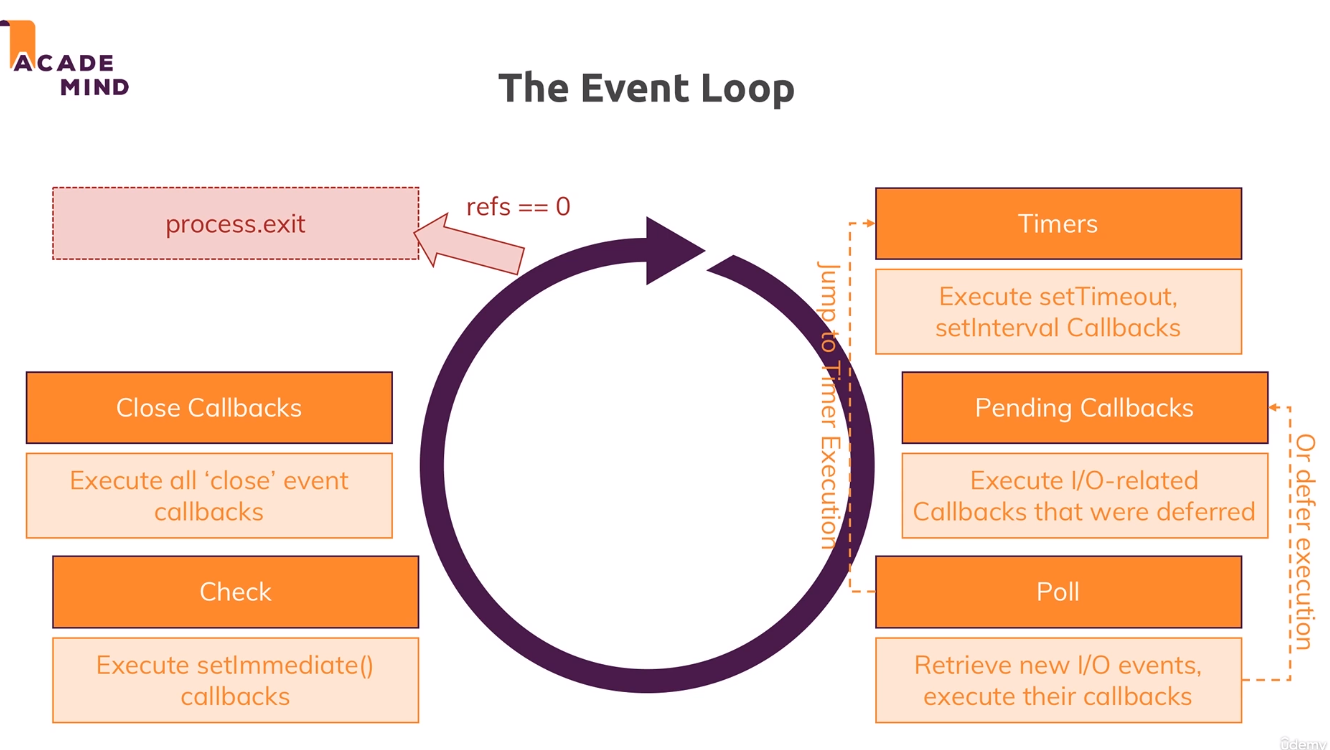 ACADE
MIND
The Event Loop
process.exit
refs == 0
Timers
Execute setTimeout,
setInterval Callbacks
Jump to Timer Execution
Close Callbacks
Execute all ‘close’ event
callbacks
Pending Callbacks
Execute I/O-related
Callbacks that were deferred
Or defer execution
Check
Execute setImmediate()
callbacks
Poll
Retrieve new I/O events,
execute their callbacks
ûdemy